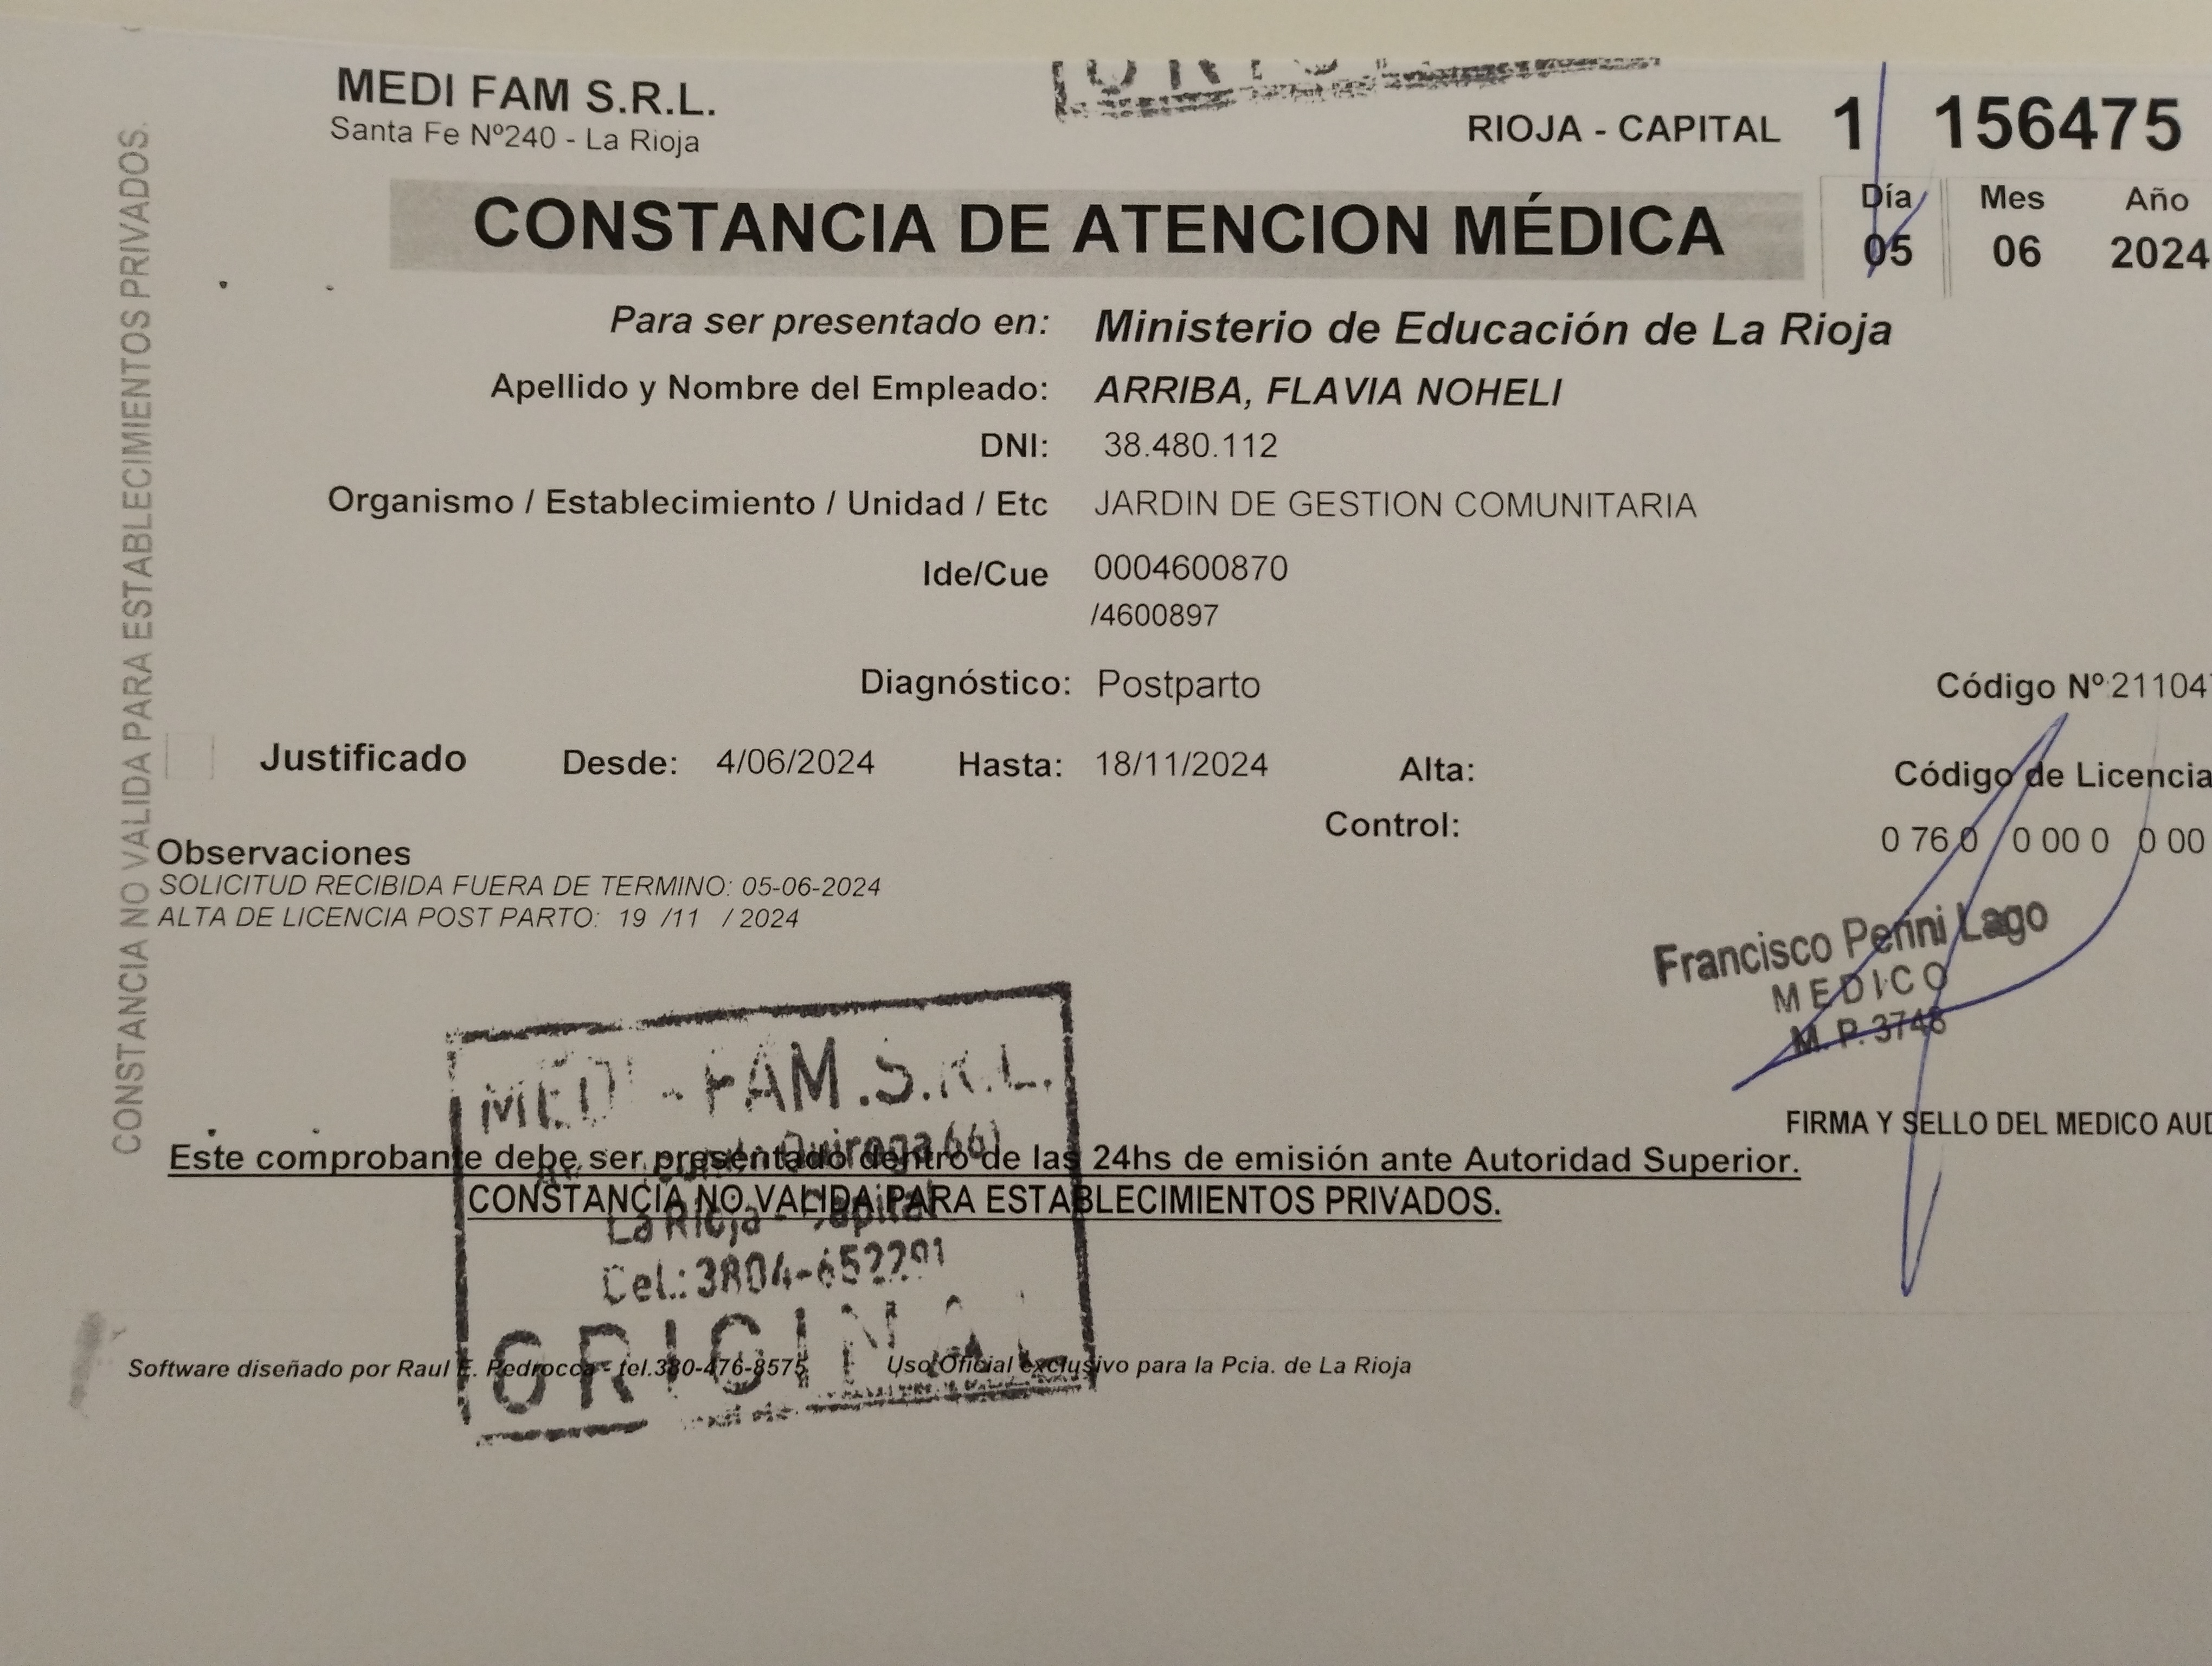 MEDI FAM S.R.L.
Santa Fe Nº240 - La Rioja
RIOJA - CAPITAL 1 156475
CONSTANCIA DE ATENCION MÉDICA
Día Mes Año
05 06 2024
Para ser presentado en: Ministerio de Educación de La Rioja
Apellido y Nombre del Empleado: ARRIBA, FLAVIA NOHELI
DNI: 38.480.112
Organismo / Establecimiento / Unidad / Etc JARDIN DE GESTION COMUNITARIA
Ide/Cue 0004600870
/4600897
Diagnóstico: Postparto Código Nº 21104
Justificado Desde: 4/06/2024 Hasta: 18/11/2024 Alta:
Código de Licencia
Control:
0 76 0 0 00 0 0 00
Observaciones
SOLICITUD RECIBIDA FUERA DE TERMINO: 05-06-2024
ALTA DE LICENCIA POST PARTO: 19 /11 / 2024
Francisco Perini Lago
MEDICO
M. P. 3748
FIRMA Y SELLO DEL MEDICO AUD
MEDI - FAM.S.R.L.
Quiroga
La Rioja - Capital
Cel.: 3804-652291
ORIGINAL
Este comprobante debe ser presentado dentro de las 24hs de emisión ante Autoridad Superior.
CONSTANCIA NO VALIDA PARA ESTABLECIMIENTOS PRIVADOS.
Software diseñado por Raul E. Pedrocca - tel.380-476-8575 Uso Oficial exclusivo para la Pcia. de La Rioja
CONSTANCIA NO VALIDA PARA ESTABLECIMIENTOS PRIVADOS.